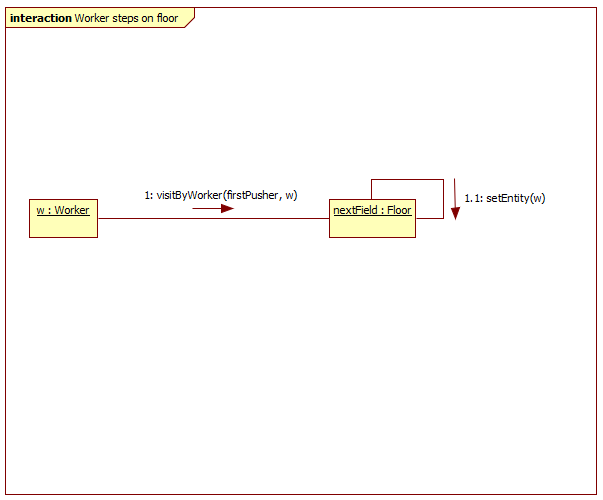 interaction Worker steps on floor
1: visitByWorker(firstPusher, w)
w : Worker
nextField : Floor
1.1: setEntity(w)